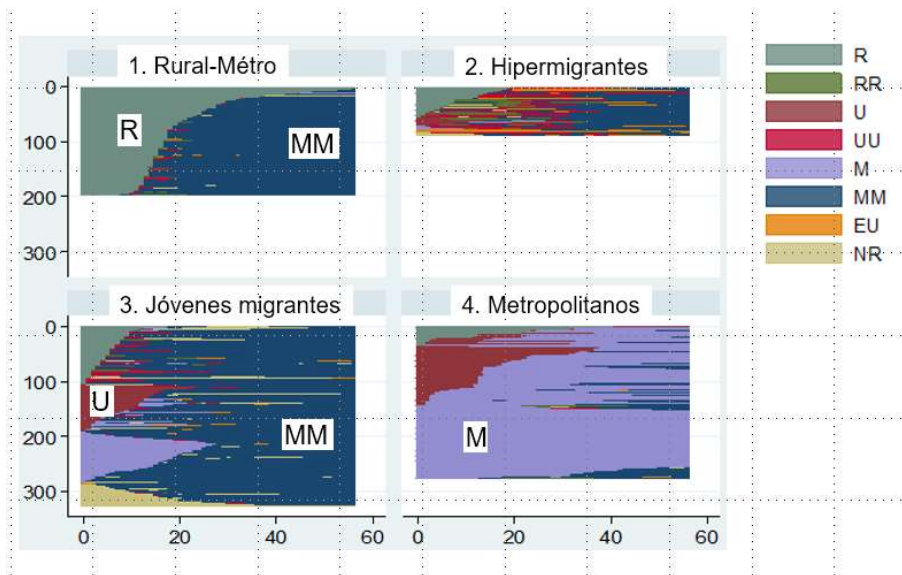 1. Rural-Métro
2. Hipermigrantes
R
RR
U
UU
M
MM
EU
NR
0
100
200
300
R
MM
3. Jóvenes migrantes
4. Metropolitanos
0
100
200
300
U
MM
M
0 20 40 60
0 20 40 60